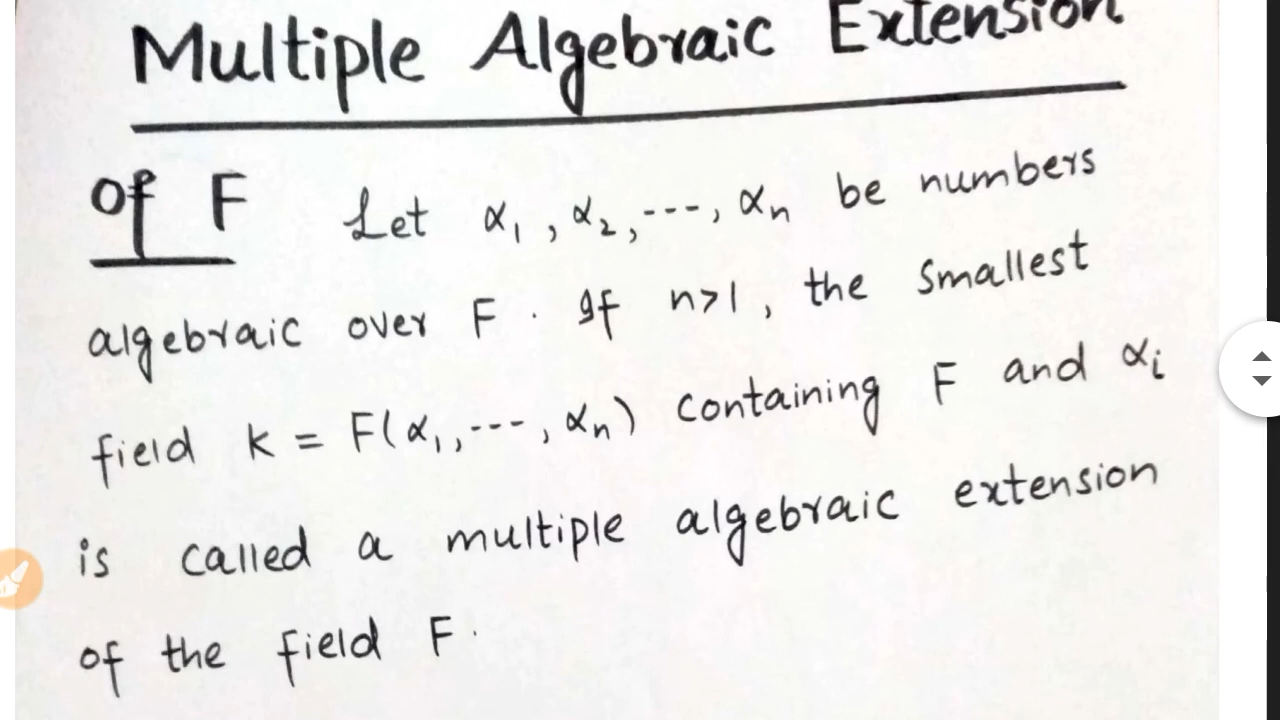 Multiple Algebraic Extension
of F Let α₁, α₂, ---, αₙ be numbers
algebraic over F. If n>1, the smallest
field k = F(α₁, ---, αₙ) containing F and αᵢ
is called a multiple algebraic extension
of the field F.